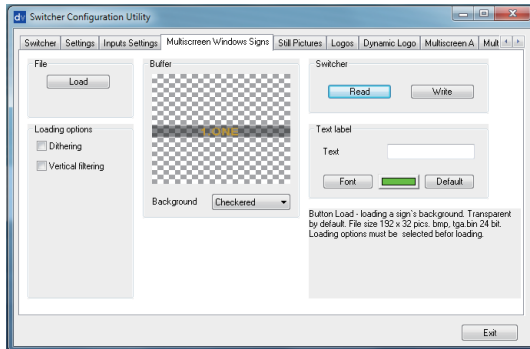 dv Switcher Configuration Utility
Switcher Settings Inputs Settings Multiscrreen Windows Signs Still Pictures Logos Dynamic Logo Multiscreen A Mult
File
Load
Buffer
Switcher
Read Write
Loading options
Dithering
Vertical filtering
1 ONE
Text label
Text
Font Default
Background Checkered
Button Load - loading a sign's background. Transparent
by default. File size 192 x 32 pics. bmp, tga.bin 24 bit.
Loading options must be selected befor loading.
Exit